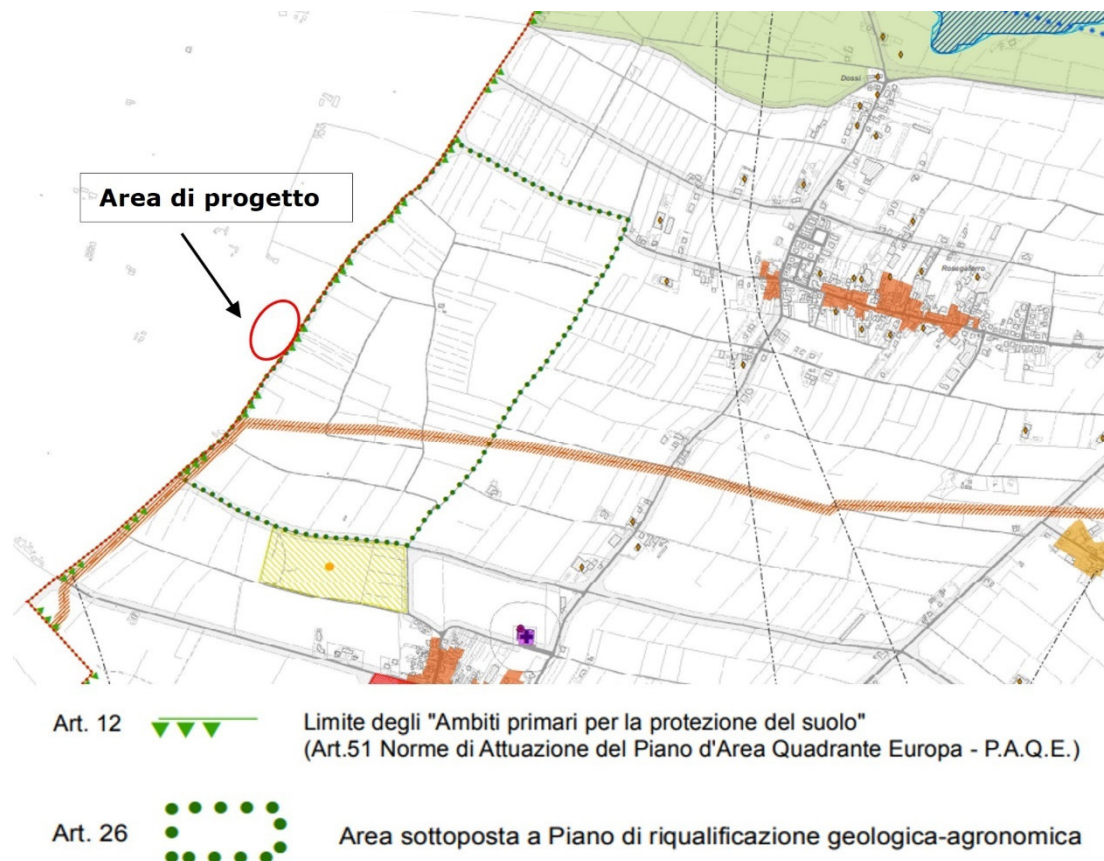 Dossi
Area di progetto
Rosegaferro
Art. 12
Limite degli "Ambiti primari per la protezione del suolo"
(Art.51 Norme di Attuazione del Piano d'Area Quadrante Europa - P.A.Q.E.)
Art. 26
Area sottoposta a Piano di riqualificazione geologica-agronomica